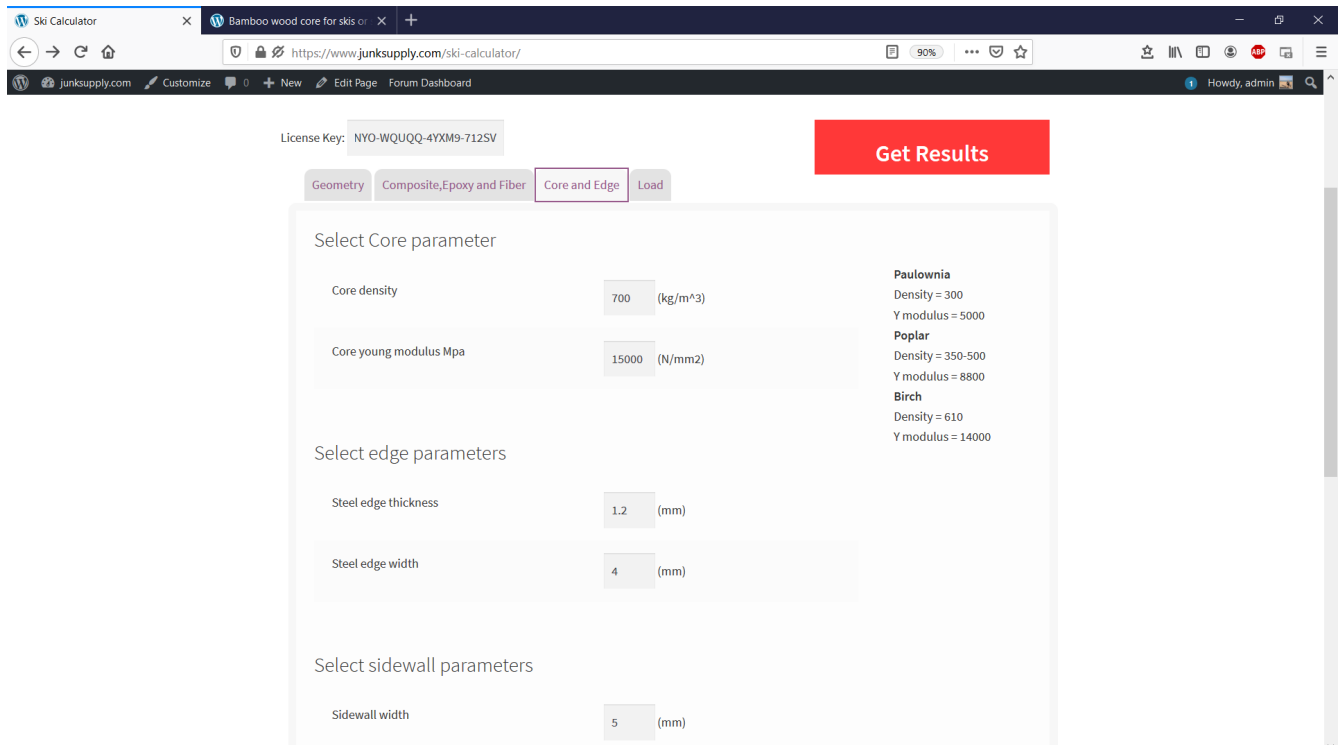 Ski Calculator
Bamboo wood core for skis or
https://www.junksupply.com/ski-calculator/
90%
ABP
junksupply.com Customize 0 New Edit Page Forum Dashboard
1 Howdy, admin
License Key: NYO-WQUQQ-4YXM9-712SV
Get Results
Geometry Composite,Epoxy and Fiber Core and Edge Load
Select Core parameter
Core density 700 (kg/m^3)
Core young modulus Mpa 15000 (N/mm2)
Paulownia
Density = 300
Y modulus = 5000
Poplar
Density = 350-500
Y modulus = 8800
Birch
Density = 610
Y modulus = 14000
Select edge parameters
Steel edge thickness 1.2 (mm)
Steel edge width 4 (mm)
Select sidewall parameters
Sidewall width 5 (mm)